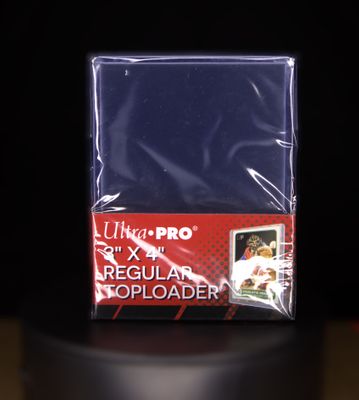 Ultra•PRO®
3" X 4"
REGULAR
TOPLOADER